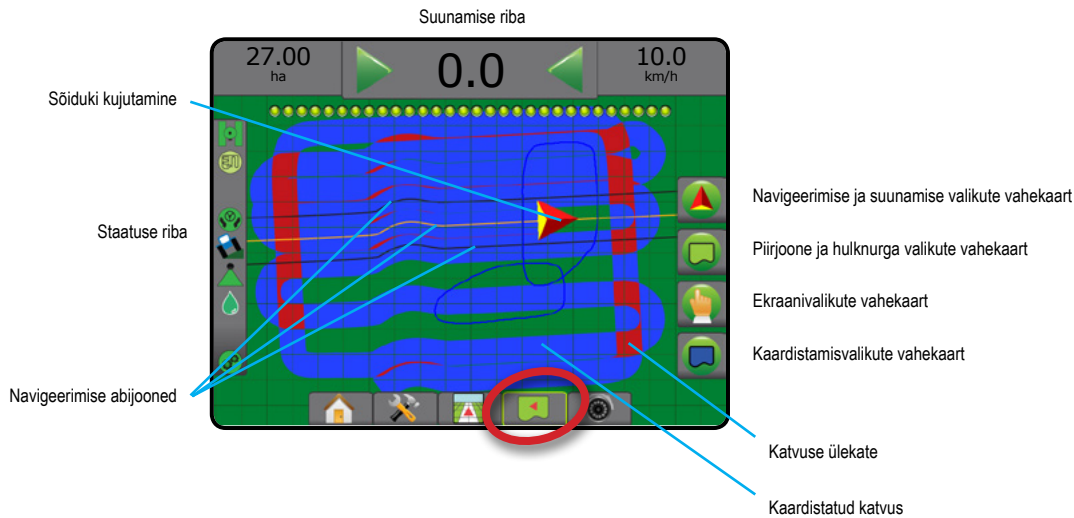 Suunamise riba
27.00
ha
0.0
10.0
km/h
Sõiduki kujutamine
Staatuse riba
Navigeerimise abijooned
Navigeerimise ja suunamise valikute vahekaart
Piirjoone ja hulknurga valikute vahekaart
Ekraanivalikute vahekaart
Kaardistamisvalikute vahekaart
Katvuse ülekate
Kaardistatud katvus